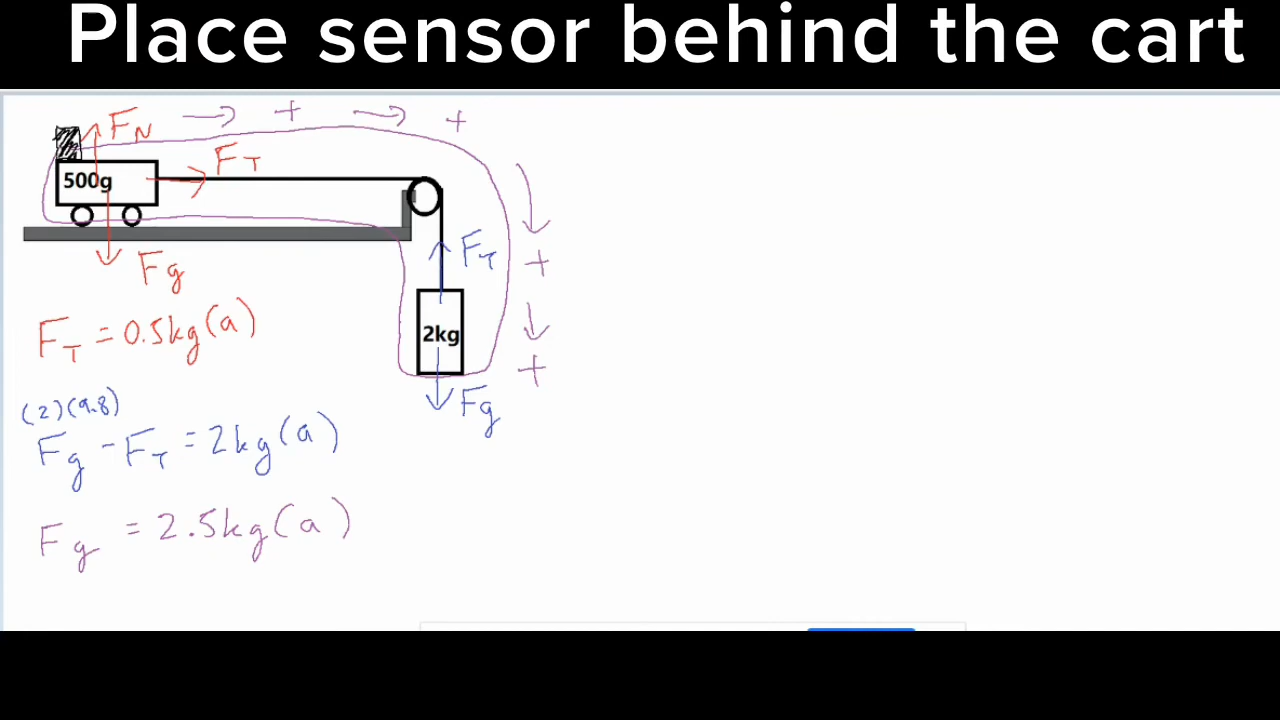 Place sensor behind the cart
F_N → + → +
F_T
500g
F_T
+
F_g
F_T = 0.5kg(a)
2kg
+
(2)(9.8)
F_g
F_g - F_T = 2kg(a)
F_g = 2.5kg(a)